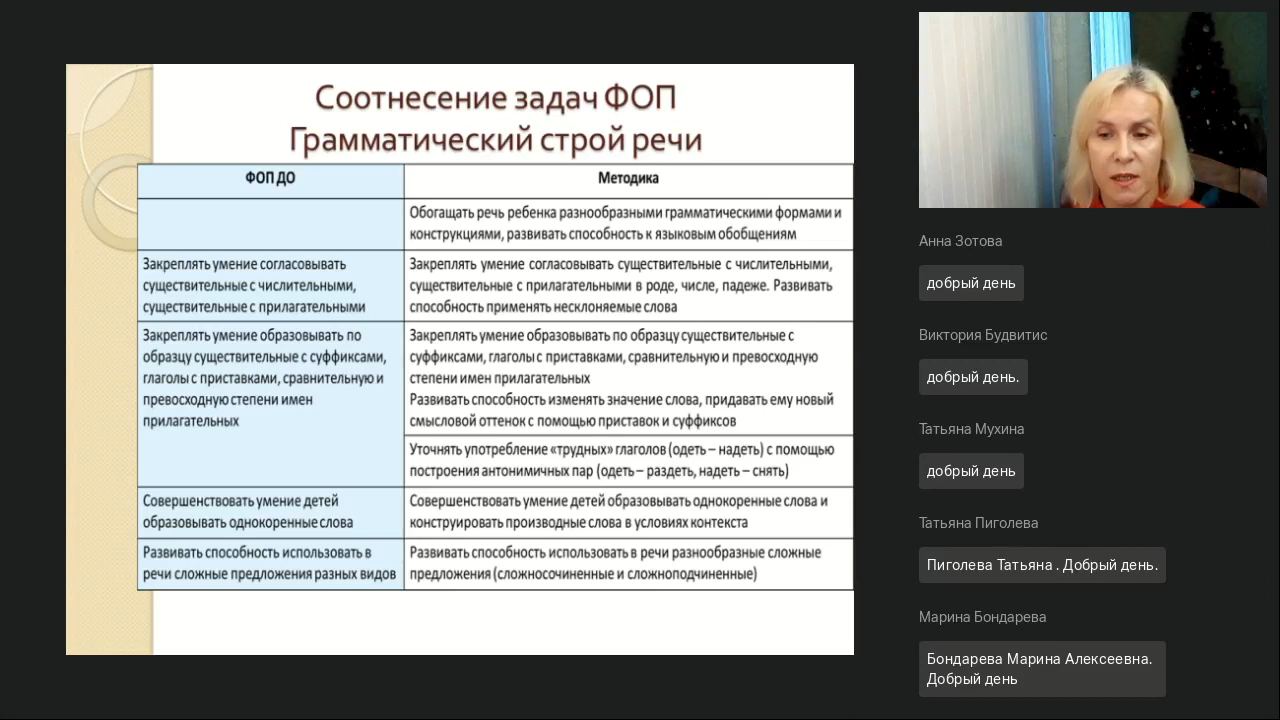 Соотнесение задач ФОП
Грамматический строй речи
ФОП ДО
Методика
Обогащать речь ребенка разнообразными грамматическими формами и
конструкциями, развивать способность к языковым обобщениям
Закреплять умение согласовывать
существительные с числительными,
существительные с прилагательными
Закреплять умение согласовывать существительные с числительными,
существительные с прилагательными в роде, числе, падеже. Развивать
способность применять несклоняемые слова
Закреплять умение образовывать по
образцу существительные с суффиксами,
глаголы с приставками, сравнительную и
превосходную степени имен
прилагательных
Закреплять умение образовывать по образцу существительные с
суффиксами, глаголы с приставками, сравнительную и превосходную
степени имен прилагательных
Развивать способность изменять значение слова, придавать ему новый
смысловой оттенок с помощью приставок и суффиксов
Уточнять употребление «трудных» глаголов (одеть – надеть) с помощью
построения антонимичных пар (одеть – раздеть, надеть – снять)
Совершенствовать умение детей
образовывать однокоренные слова
Совершенствовать умение детей образовывать однокоренные слова и
конструировать производные слова в условиях контекста
Развивать способность использовать в
речи сложные предложения разных видов
Развивать способность использовать в речи разнообразные сложные
предложения (сложносочиненные и сложноподчиненные)
Анна Зотова
добрый день
Виктория Будвитис
добрый день.
Татьяна Мухина
добрый день
Татьяна Пиголева
Пиголева Татьяна . Добрый день.
Марина Бондарева
Бондарева Марина Алексеевна.
Добрый день